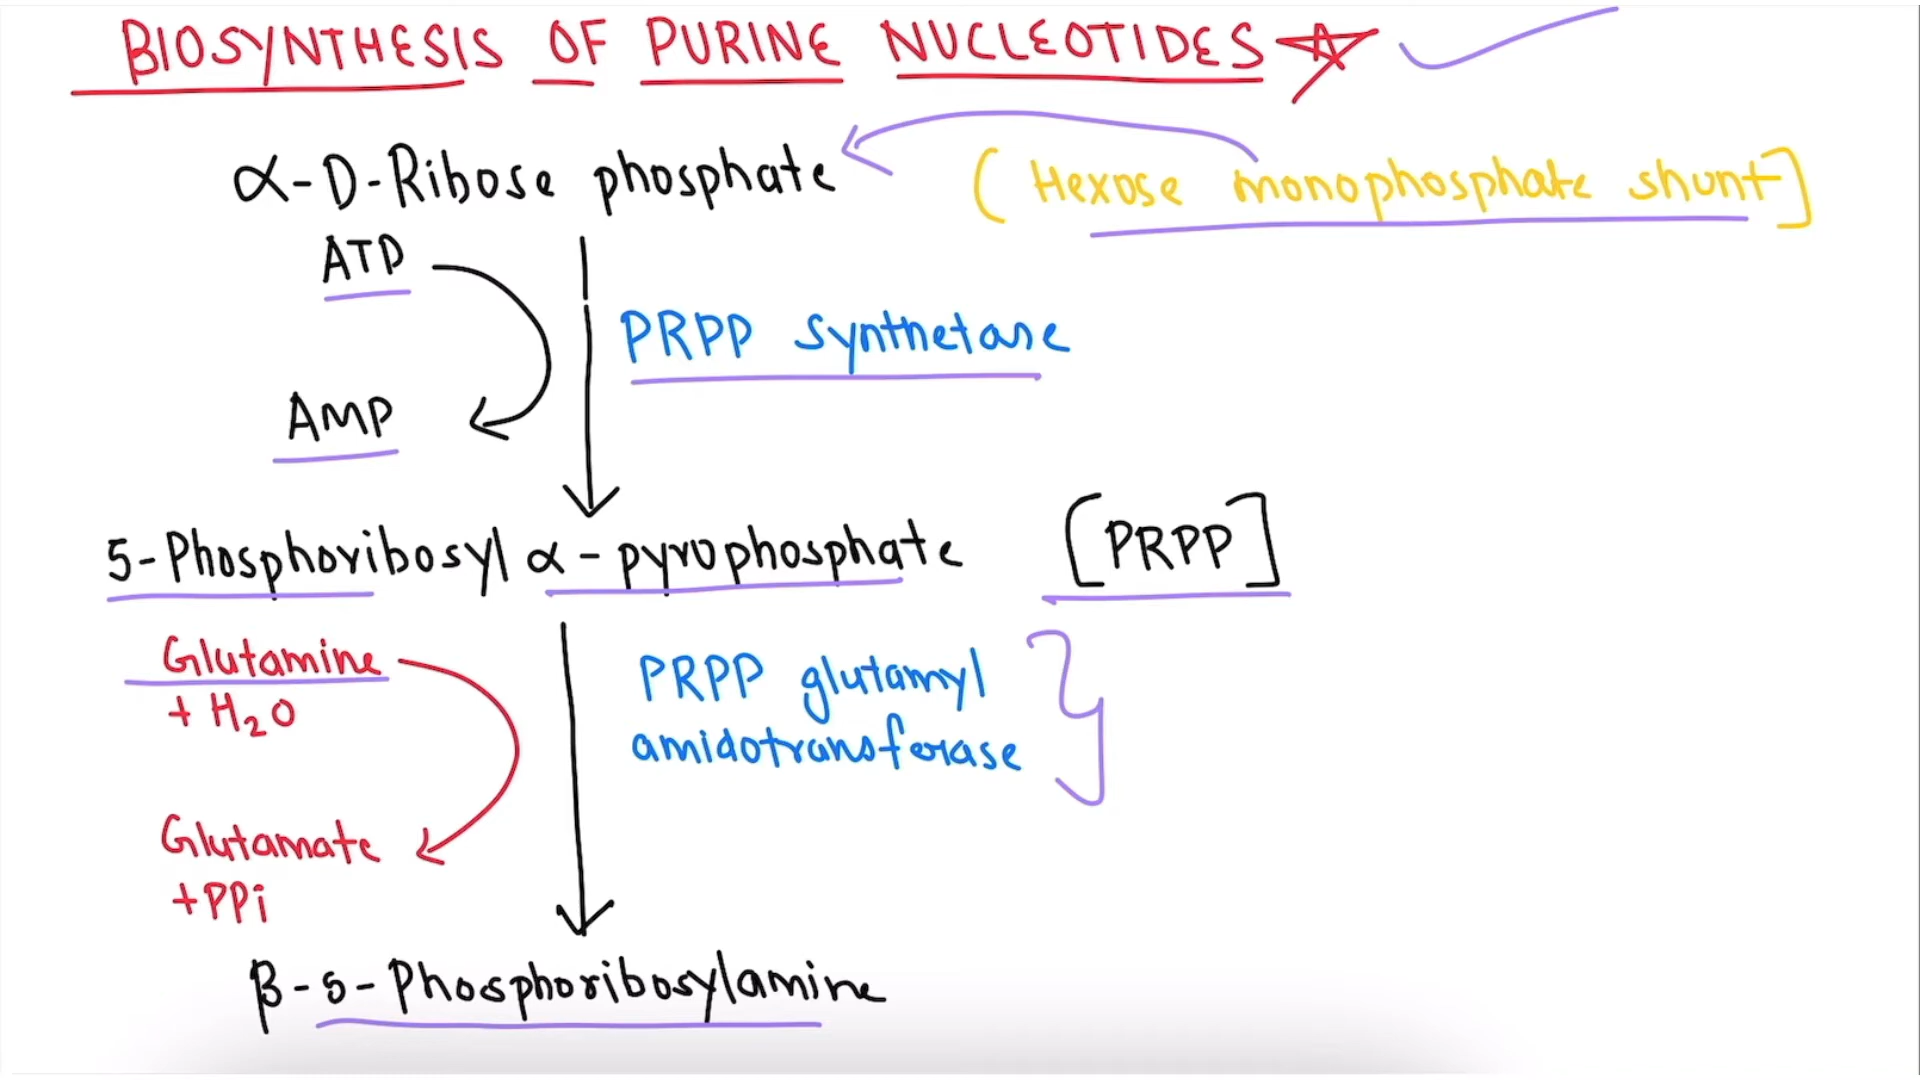 BIOSYNTHESIS OF PURINE NUCLEOTIDES
α-D-Ribose phosphate (Hexose monophosphate shunt]
ATP
PRPP synthetase
AMP
5-Phosphoribosyl α-pyrophosphate [PRPP]
Glutamine
+ H₂O
PRPP glutamyl
amidotransferase
Glutamate
+PPi
β-5-Phosphoribosylamine